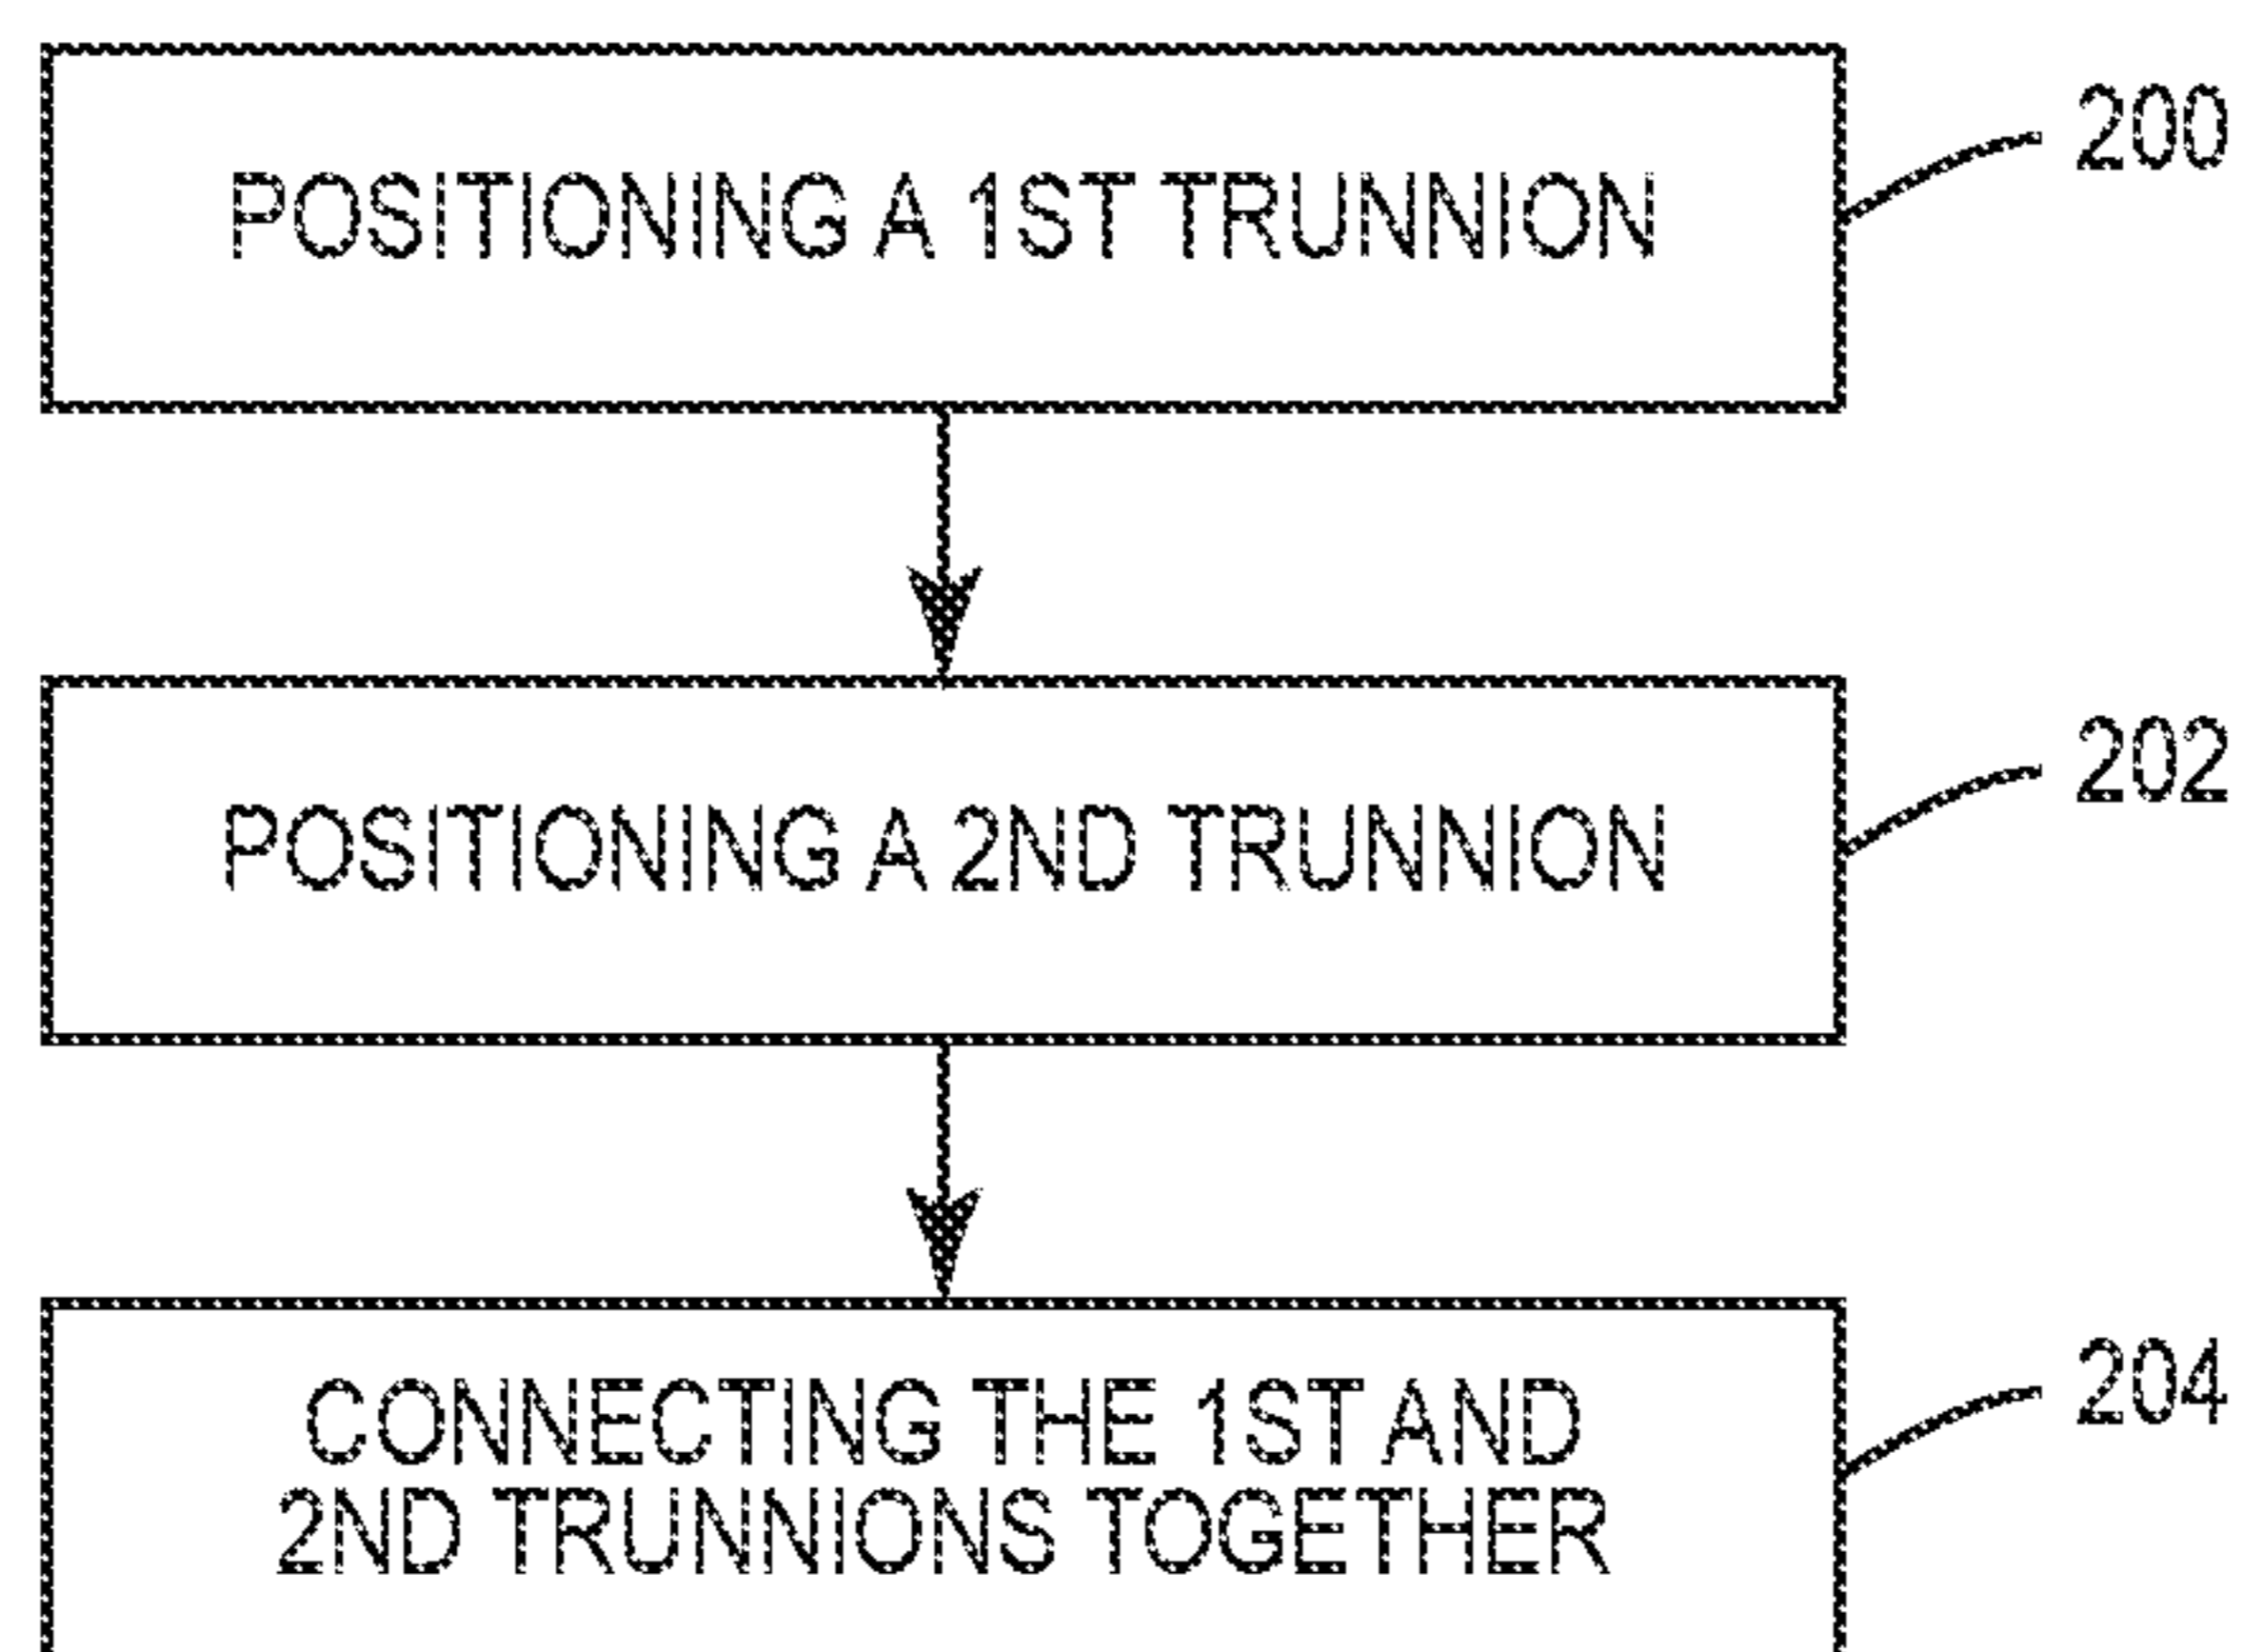 POSITIONING A 1ST TRUNNION
200
POSITIONING A 2ND TRUNNION
202
CONNECTING THE 1ST AND
2ND TRUNNIONS TOGETHER
204